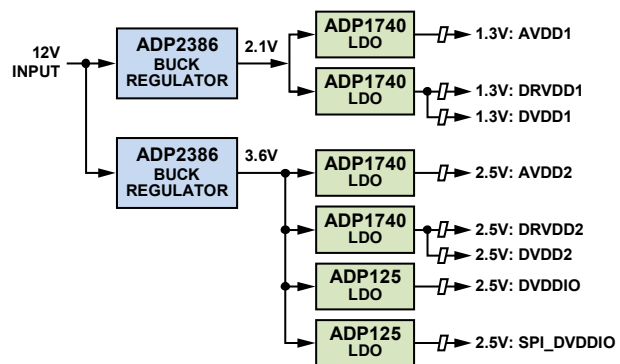 12V
INPUT
ADP2386
BUCK
REGULATOR
2.1V
ADP1740
LDO
1.3V: AVDD1
ADP1740
LDO
1.3V: DRVDD1
1.3V: DVDD1
ADP2386
BUCK
REGULATOR
3.6V
ADP1740
LDO
2.5V: AVDD2
ADP1740
LDO
2.5V: DRVDD2
2.5V: DVDD2
ADP125
LDO
2.5V: DVDDIO
ADP125
LDO
2.5V: SPI_DVDDIO